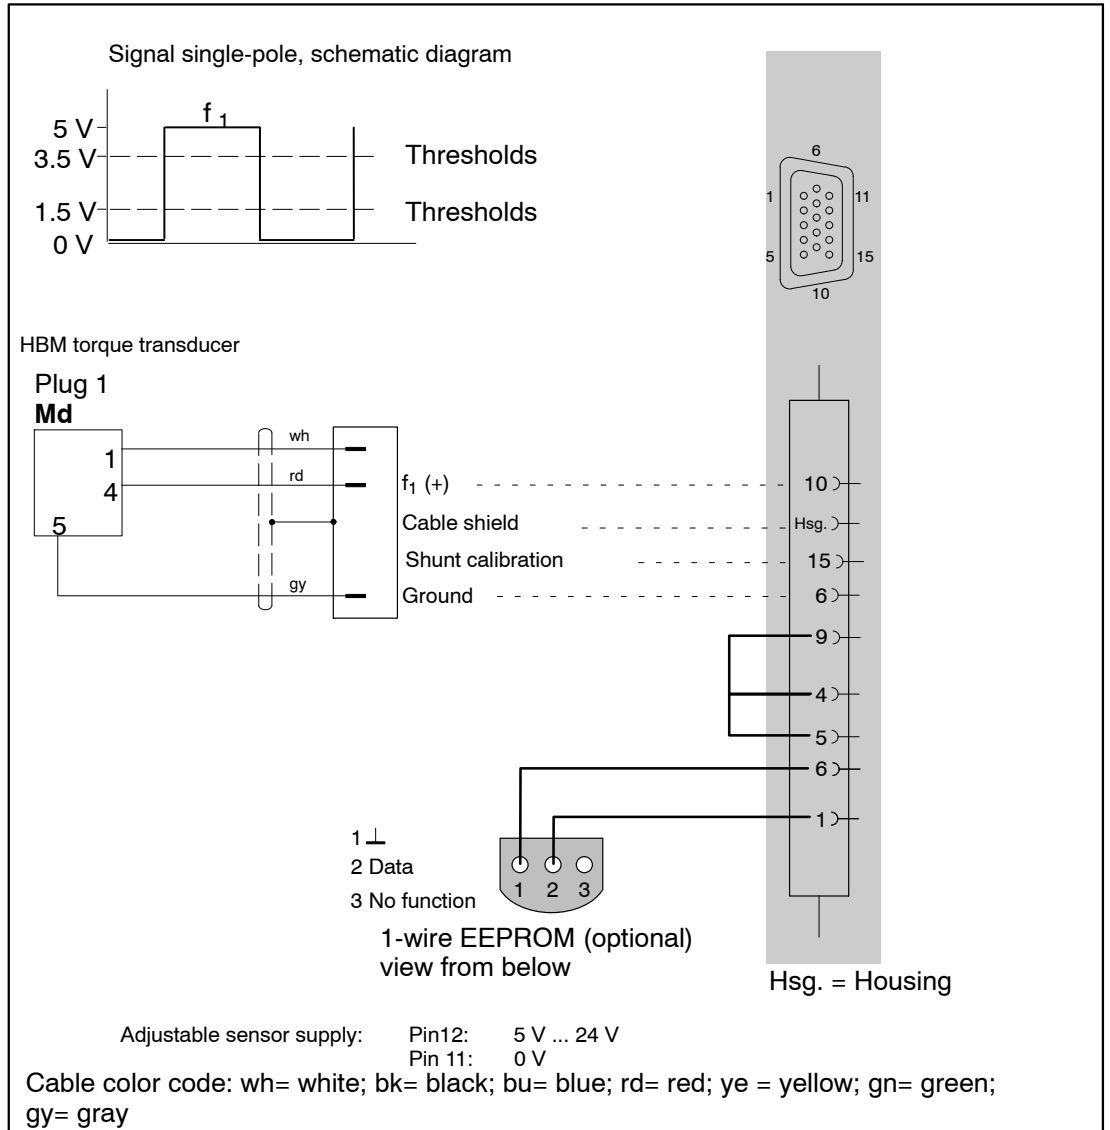 Signal single-pole, schematic diagram
f 1
5 V
3.5 V
Thresholds
1.5 V
Thresholds
0 V
6
1
11
5
15
10
HBM torque transducer
Plug 1
Md
1
wh
4
rd
f1 (+)
10
5
Cable shield
Hsg.
Shunt calibration
15
gy
Ground
6
9
4
5
6
1
1 ⊥
2 Data
3 No function
1 2 3
1-wire EEPROM (optional)
view from below
Hsg. = Housing
Adjustable sensor supply: Pin12: 5 V ... 24 V
Pin 11: 0 V
Cable color code: wh= white; bk= black; bu= blue; rd= red; ye = yellow; gn= green;
gy= gray